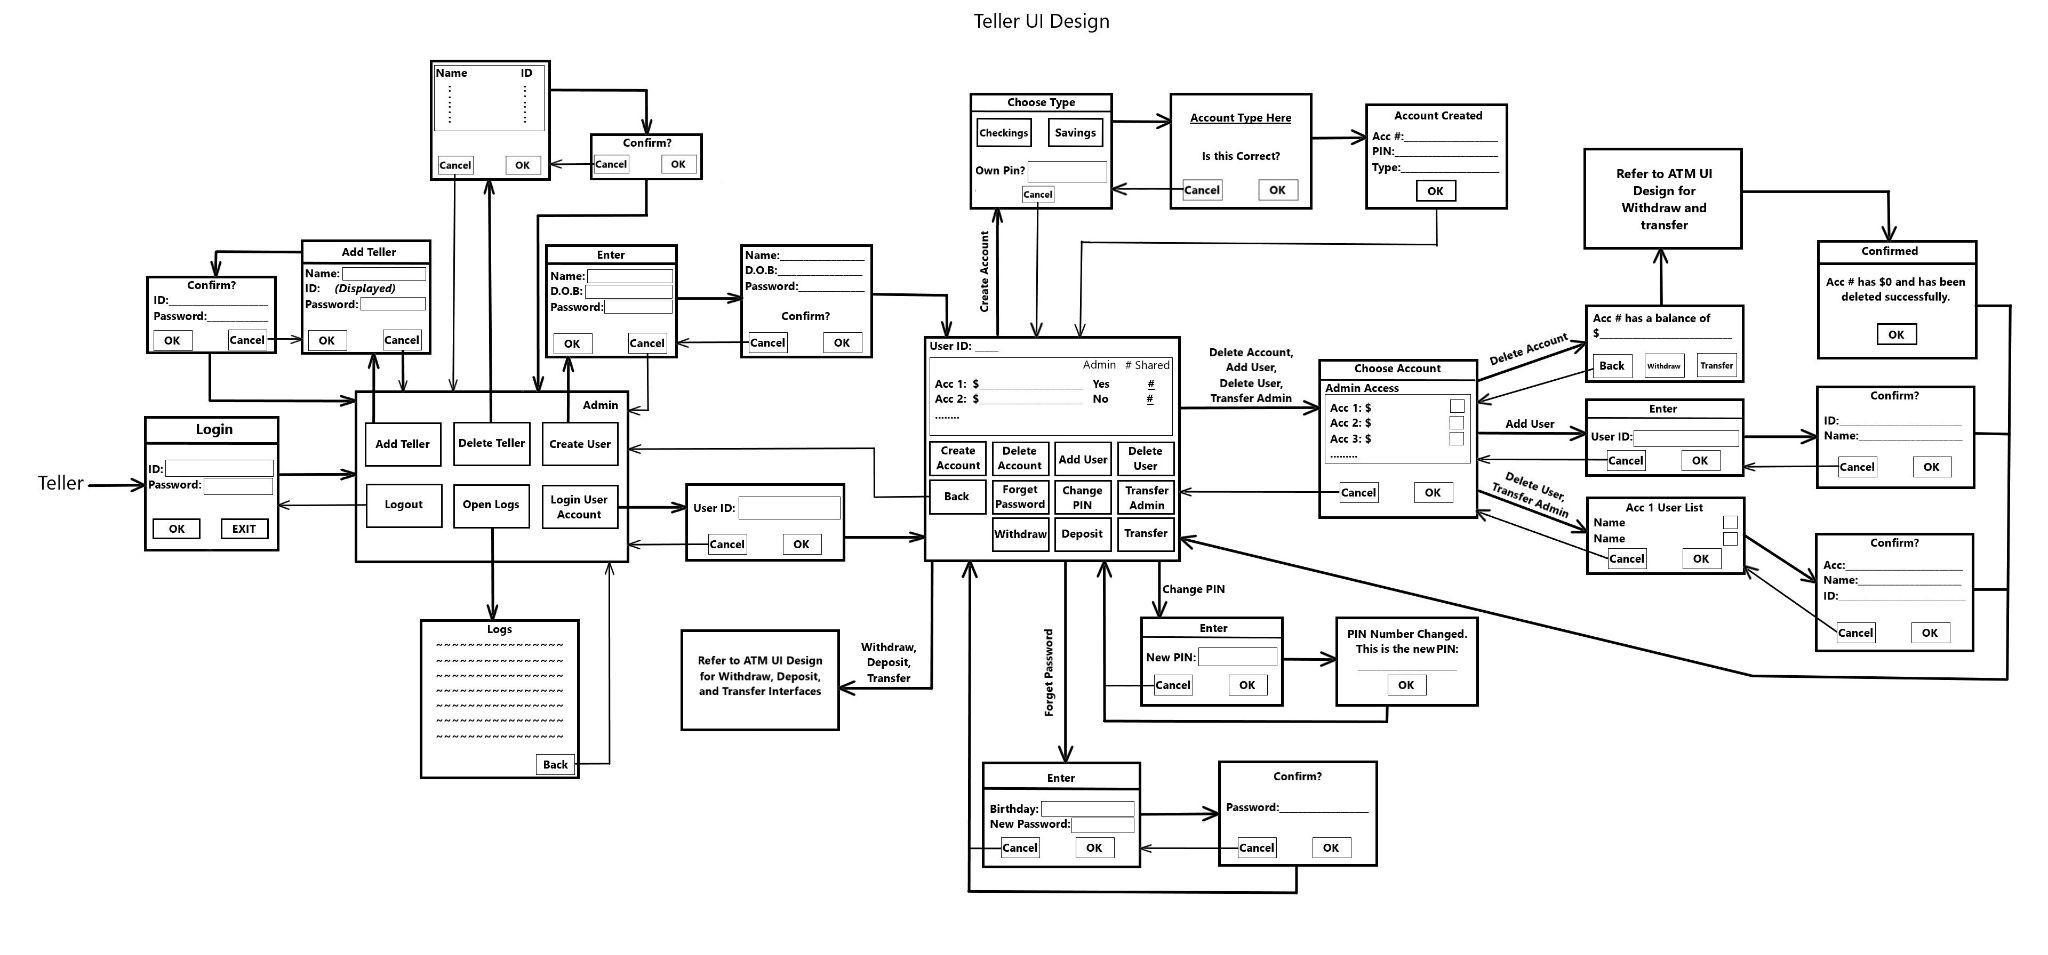 Teller UI Design
Name ID
Cancel OK
Confirm?
Cancel OK
Add Teller
Name:
ID: (Displayed)
Password:
OK Cancel
Confirm?
ID:
Password:
OK Cancel
Enter
Name:
D.O.B:
Password:
OK Cancel
Name:
D.O.B:
Password:
Confirm?
Cancel OK
Teller
Login
ID:
Password:
OK EXIT
Admin
Add Teller
Delete Teller
Create User
Logout
Open Logs
Login User
Account
User ID:
Cancel OK
Logs
~~~~~~~~~~~~~~~~
~~~~~~~~~~~~~~~~
~~~~~~~~~~~~~~~~
~~~~~~~~~~~~~~~~
~~~~~~~~~~~~~~~~
~~~~~~~~~~~~~~~~
~~~~~~~~~~~~~~~~
Back
Choose Type
Checkings Savings
Own Pin?
Cancel
Account Type Here
Is this Correct?
Cancel OK
Account Created
Acc #:
PIN:
Type:
OK
Create Account
User ID: ____
Admin # Shared
Acc 1: $ Yes #
Acc 2: $ No #
........
Create
Account
Delete
Account
Add User
Delete
User
Back
Forget
Password
Change
PIN
Transfer
Admin
Withdraw
Deposit
Transfer
Withdraw,
Deposit,
Transfer
Refer to ATM UI Design
for Withdraw, Deposit,
and Transfer Interfaces
Forget Password
Enter
Birthday:
New Password:
Cancel OK
Confirm?
Password:
Cancel OK
Change PIN
Enter
New PIN:
Cancel OK
PIN Number Changed.
This is the new PIN:
OK
Delete Account,
Add User,
Delete User,
Transfer Admin
Choose Account
Admin Access
Acc 1: $
Acc 2: $
Acc 3: $
.........
Cancel OK
Delete Account
Acc # has a balance of
$
Back Withdraw Transfer
Refer to ATM UI
Design for
Withdraw and
transfer
Confirmed
Acc # has $0 and has been
deleted successfully.
OK
Add User
Enter
User ID:
Cancel OK
Confirm?
ID:
Name:
Cancel OK
Delete User,
Transfer Admin
Acc 1 User List
Name
Name
Cancel OK
Confirm?
Acc:
Name:
ID:
Cancel OK